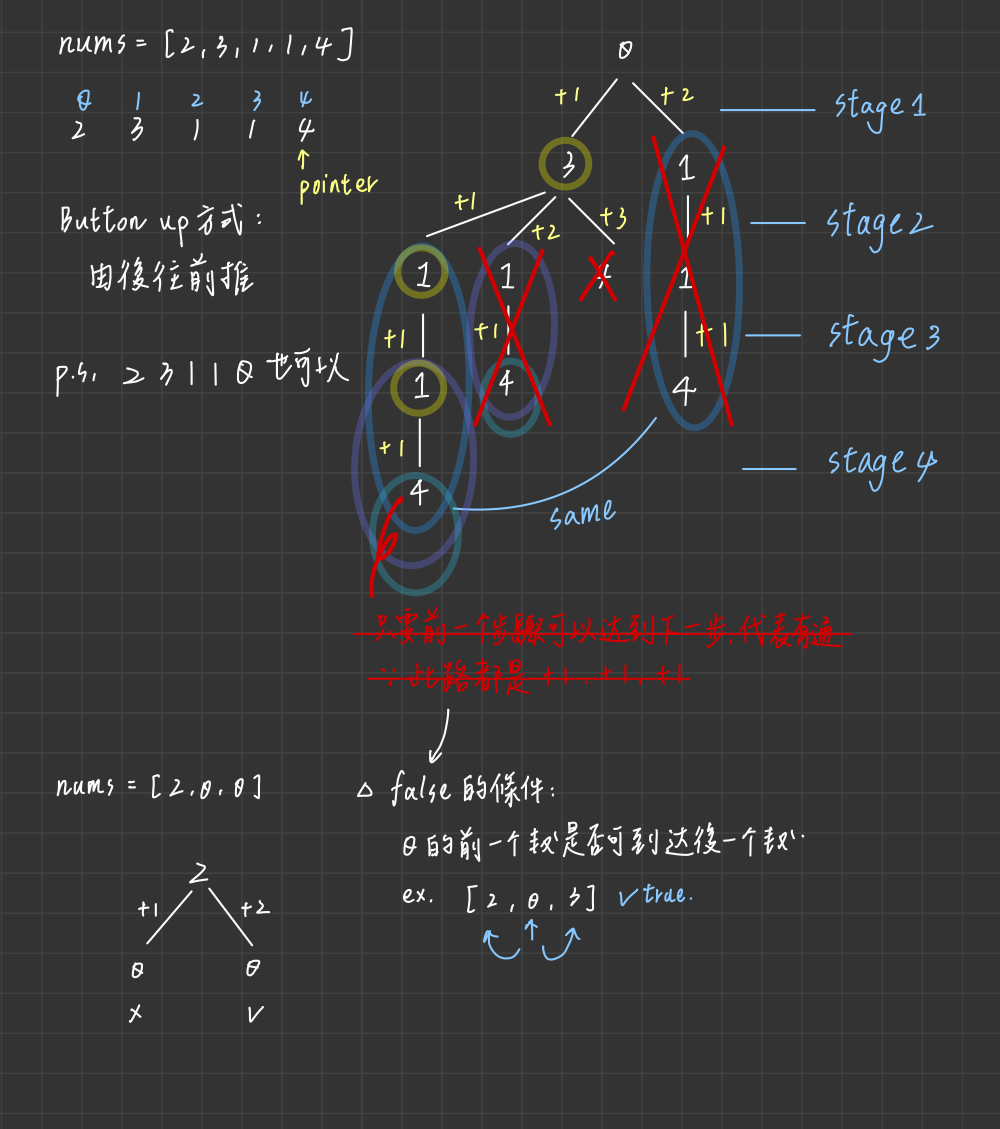 nums = [2, 3, 1, 1, 4]
0 1 2 3 4
2 3 1 1 4
↑
pointer
Button up 方式:
由後往前推
p.s. 2 3 1 1 0 也可以
0
+1 +2
stage 1
3 1
+1 +2 +3 +1
stage 2
1 1 4 1
+1 +1 +1
stage 3
1 4 4
+1
stage 4
4
same
只要前一个步驟可以达到下一步,代表有通
∵ 此路都是 +1, +1, +1
nums = [2, 0, 0]
2
+1 +2
0 0
x v
△ false 的條件:
0 的前一个数是否可到达後一个数
ex. [2, 0, 3] ✓ true.